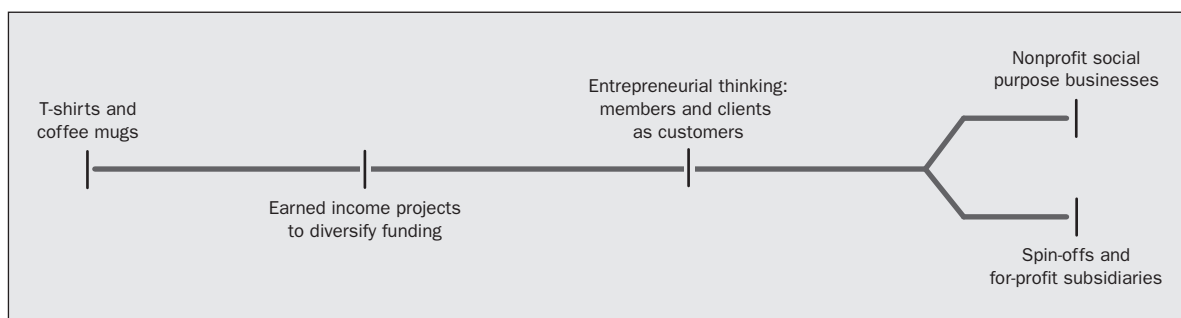 T-shirts and
coffee mugs
Earned income projects
to diversify funding
Entrepreneurial thinking:
members and clients
as customers
Nonprofit social
purpose businesses
Spin-offs and
for-profit subsidiaries